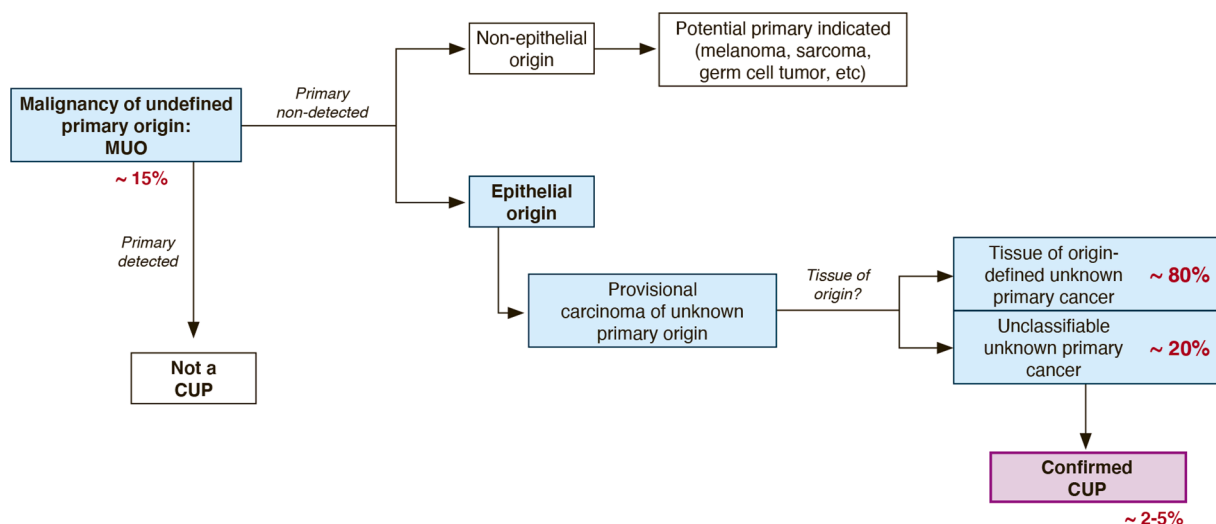 Malignancy of undefined
primary origin:
MUO
~ 15%
Primary
non-detected
Primary
detected
Not a
CUP
Non-epithelial
origin
Potential primary indicated
(melanoma, sarcoma,
germ cell tumor, etc)
Epithelial
origin
Provisional
carcinoma of unknown
primary origin
Tissue of
origin?
Tissue of origin-
defined unknown
primary cancer
~ 80%
Unclassifiable
unknown primary
cancer
~ 20%
Confirmed
CUP
~ 2-5%